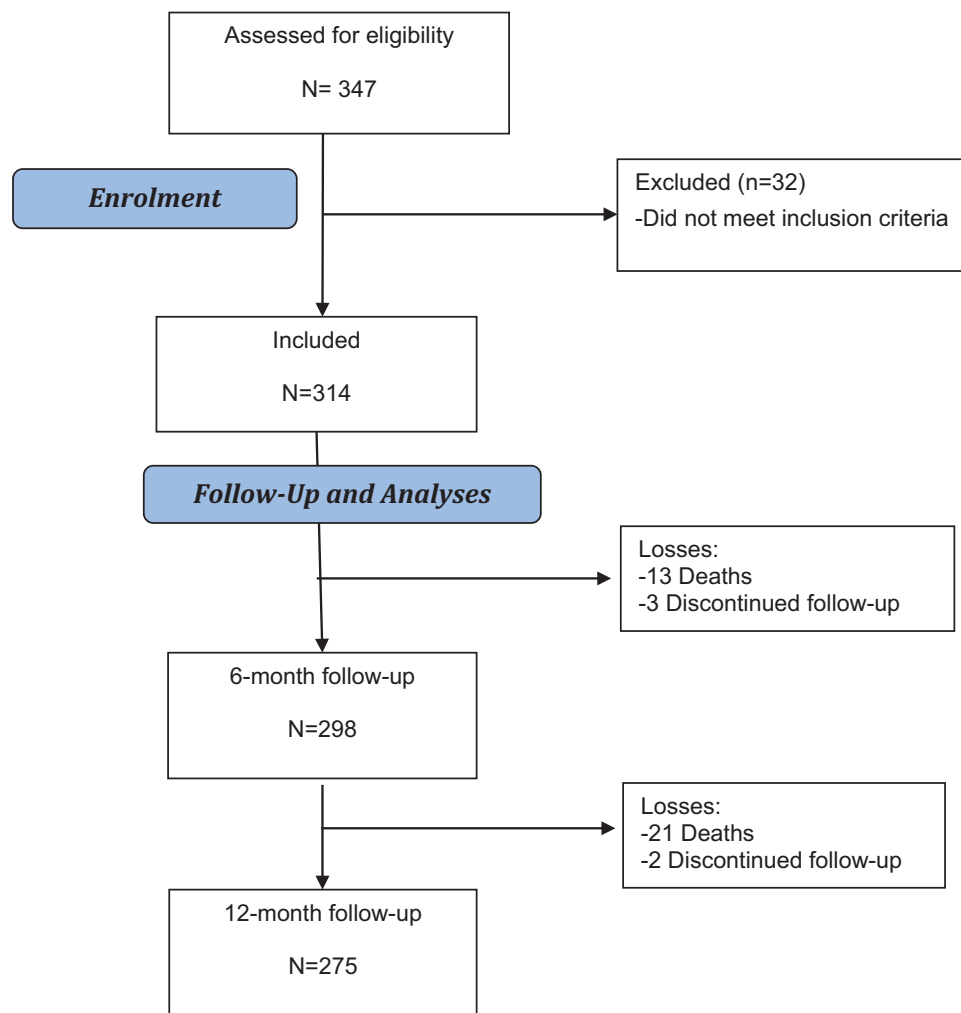 Assessed for eligibility
N= 347
Enrolment
Excluded (n=32)
-Did not meet inclusion criteria
Included
N=314
Follow-Up and Analyses
Losses:
-13 Deaths
-3 Discontinued follow-up
6-month follow-up
N=298
Losses:
-21 Deaths
-2 Discontinued follow-up
12-month follow-up
N=275